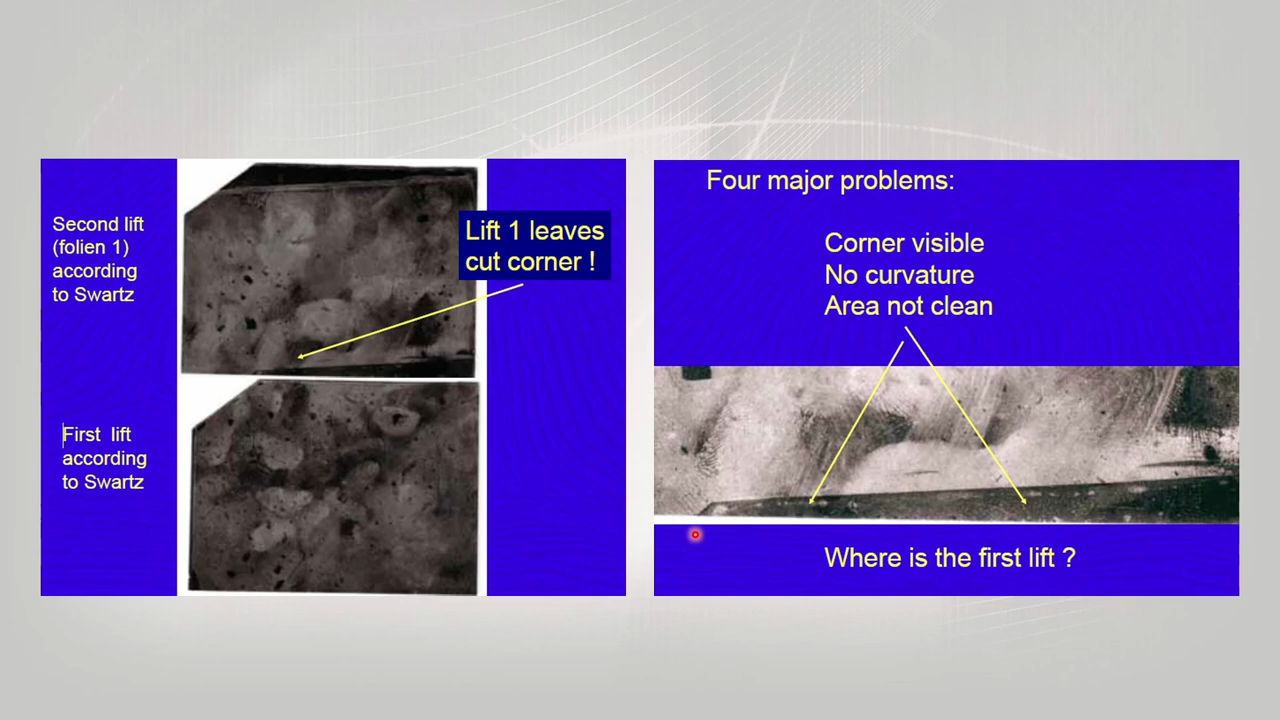 Second lift
(folien 1)
according
to Swartz
Lift 1 leaves
cut corner !
First lift
according
to Swartz
Four major problems:
Corner visible
No curvature
Area not clean
Where is the first lift ?